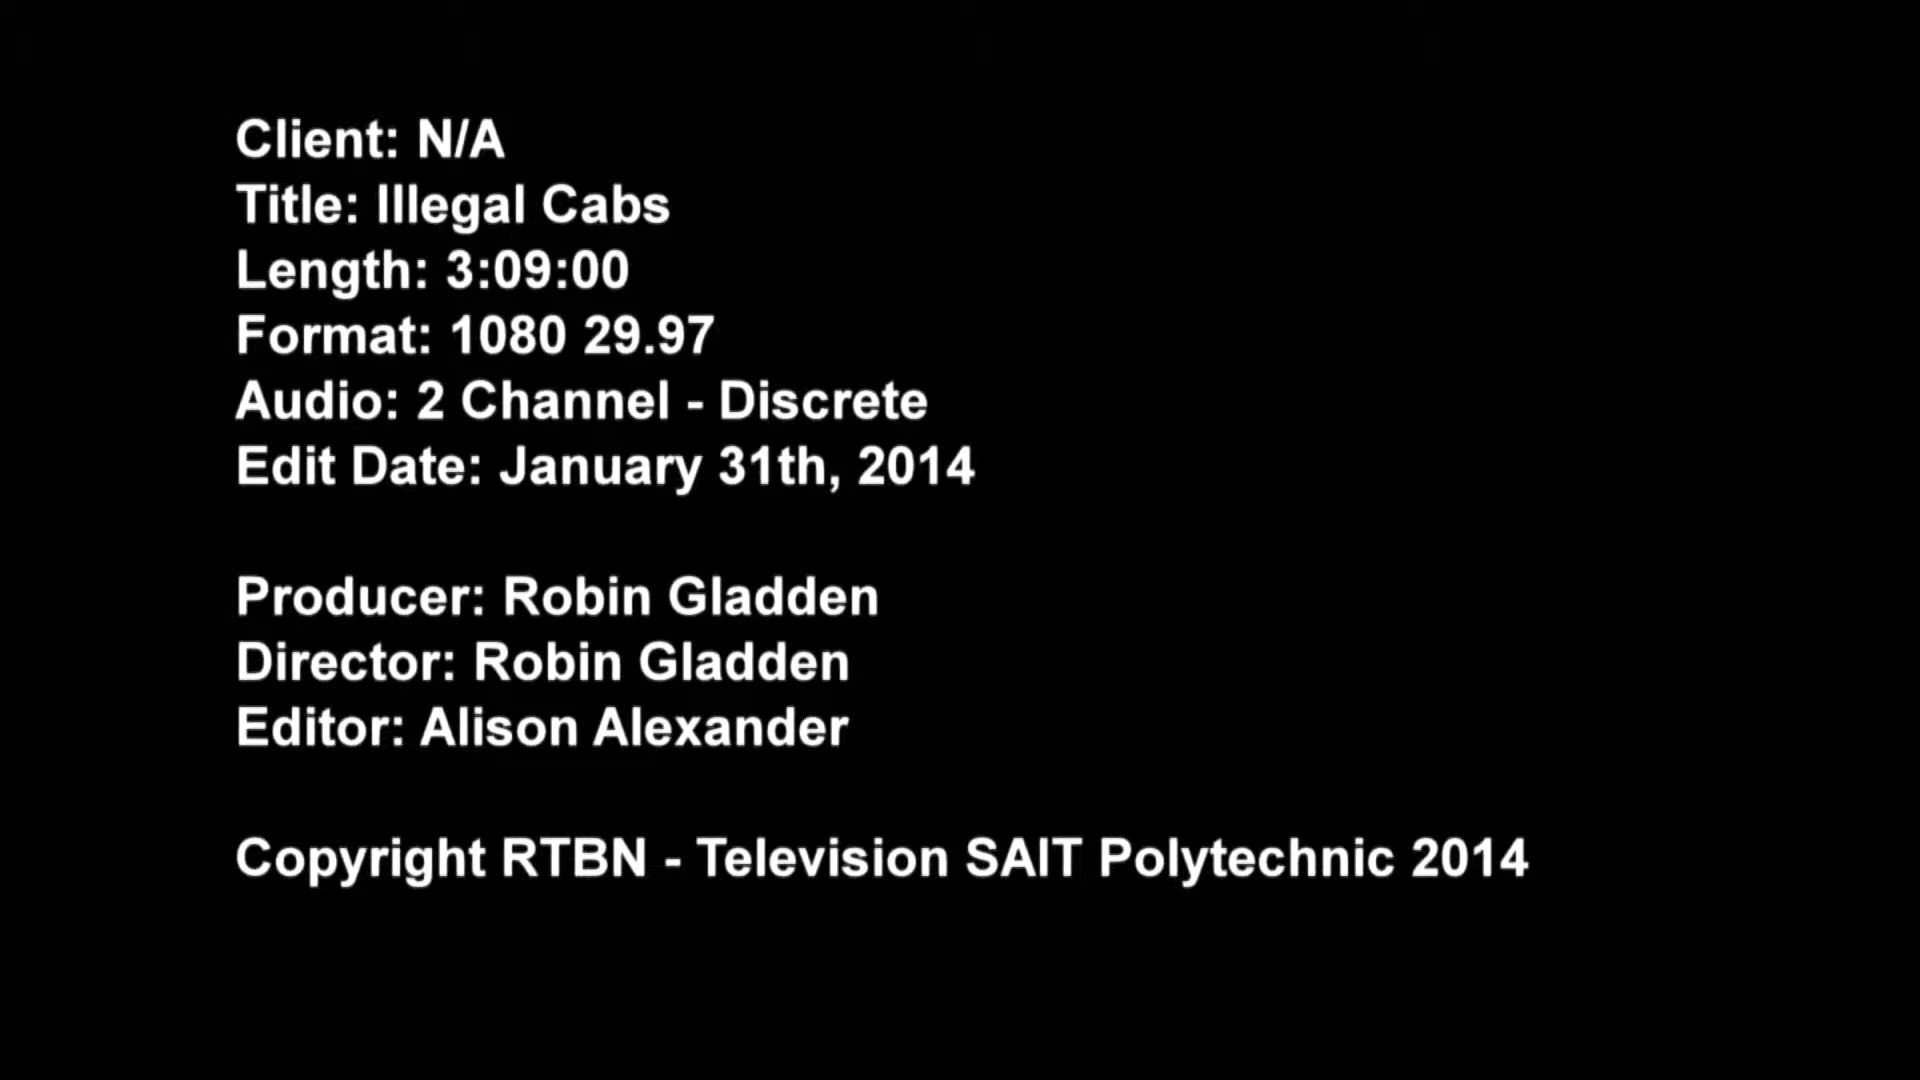 Client: N/A
Title: Illegal Cabs
Length: 3:09:00
Format: 1080 29.97
Audio: 2 Channel - Discrete
Edit Date: January 31th, 2014
Producer: Robin Gladden
Director: Robin Gladden
Editor: Alison Alexander
Copyright RTBN - Television SAIT Polytechnic 2014